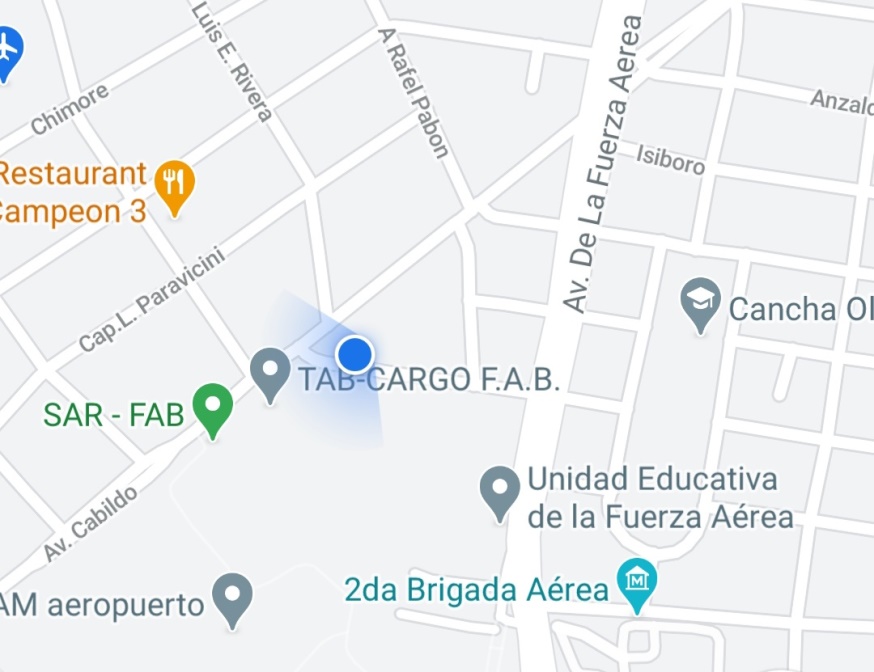 Luis E. Rivera
A Rafel Pabon
Av. De La Fuerza Aerea
Chimore
Isiboro
Restaurant
Campeon 3
Cap.L. Paravicini
Cancha Ol
TAB-CARGO F.A.B.
SAR - FAB
Unidad Educativa
de la Fuerza Aérea
Av. Cabildo
2da Brigada Aérea
AM aeropuerto